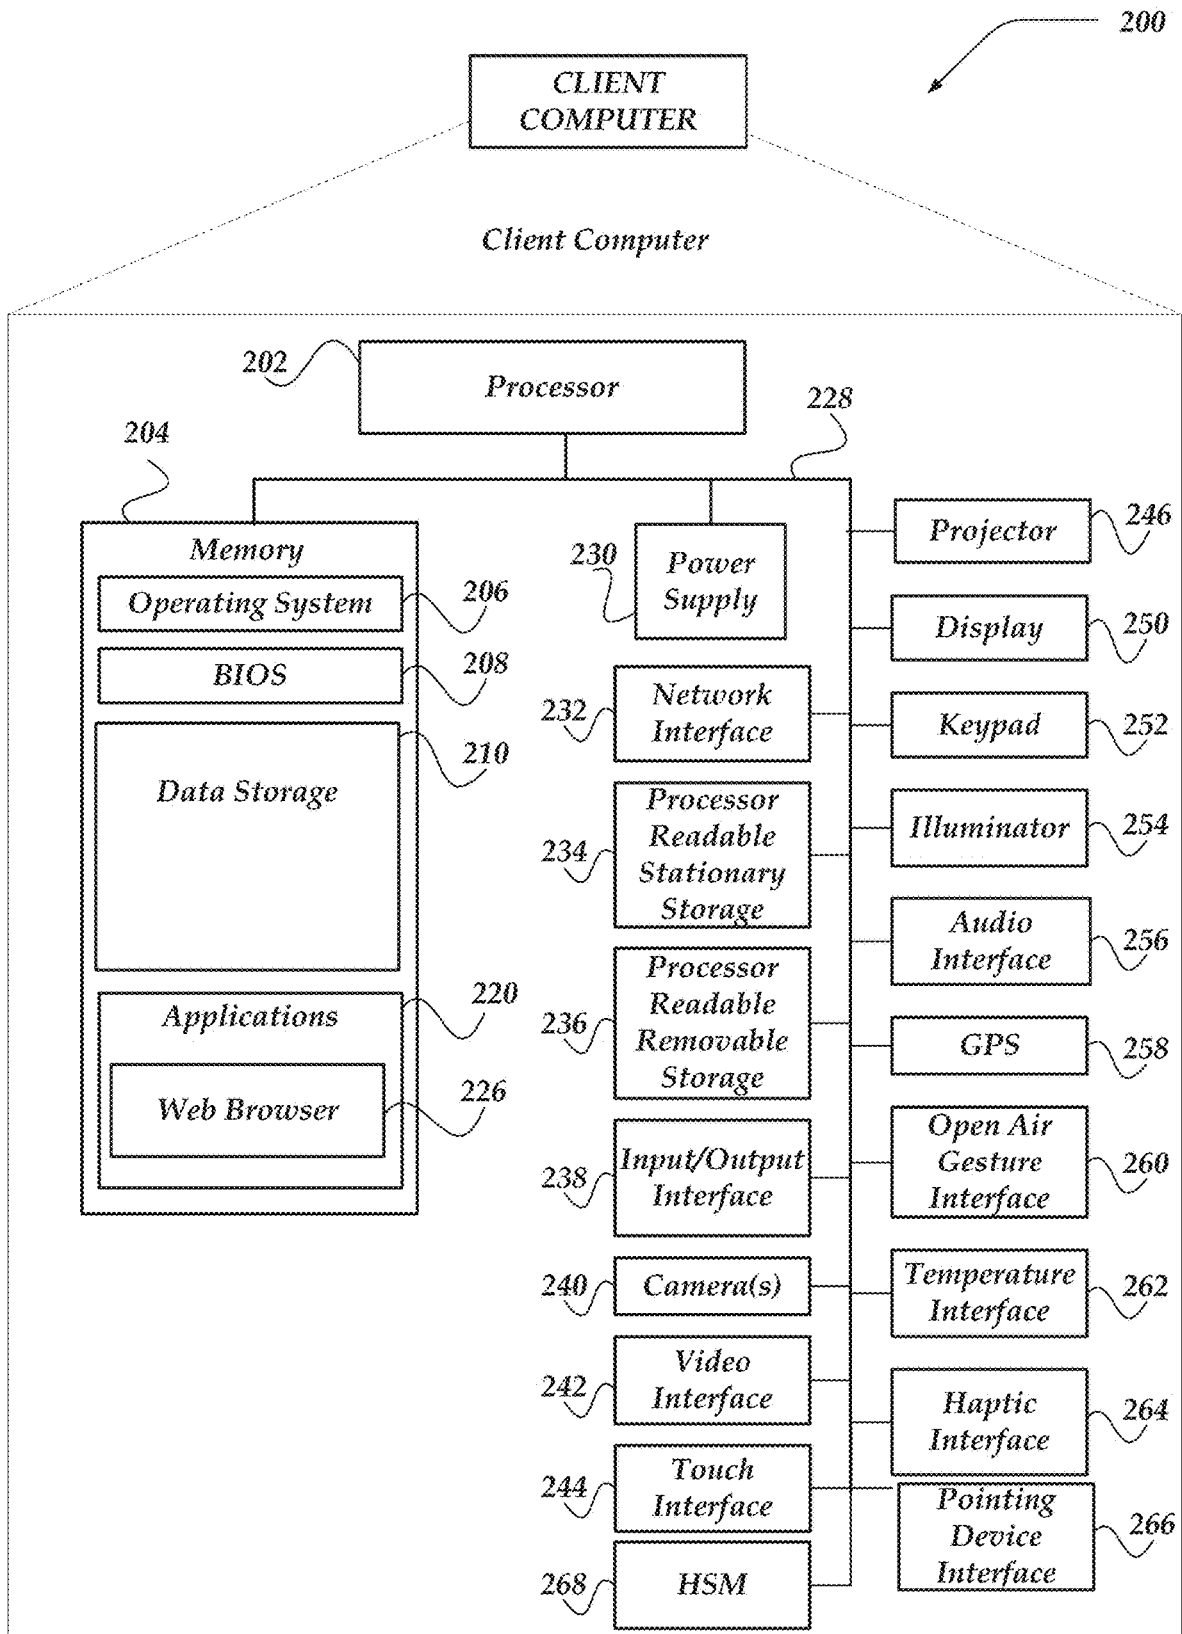 200
CLIENT
COMPUTER
Client Computer
202
Processor
228
204
Memory
Operating System
206
BIOS
208
Data Storage
210
Applications
220
Web Browser
226
230
Power
Supply
232
Network
Interface
234
Processor
Readable
Stationary
Storage
236
Processor
Readable
Removable
Storage
238
Input/Output
Interface
240
Camera(s)
242
Video
Interface
244
Touch
Interface
268
HSM
Projector
246
Display
250
Keypad
252
Illuminator
254
Audio
Interface
256
GPS
258
Open Air
Gesture
Interface
260
Temperature
Interface
262
Haptic
Interface
264
Pointing
Device
Interface
266